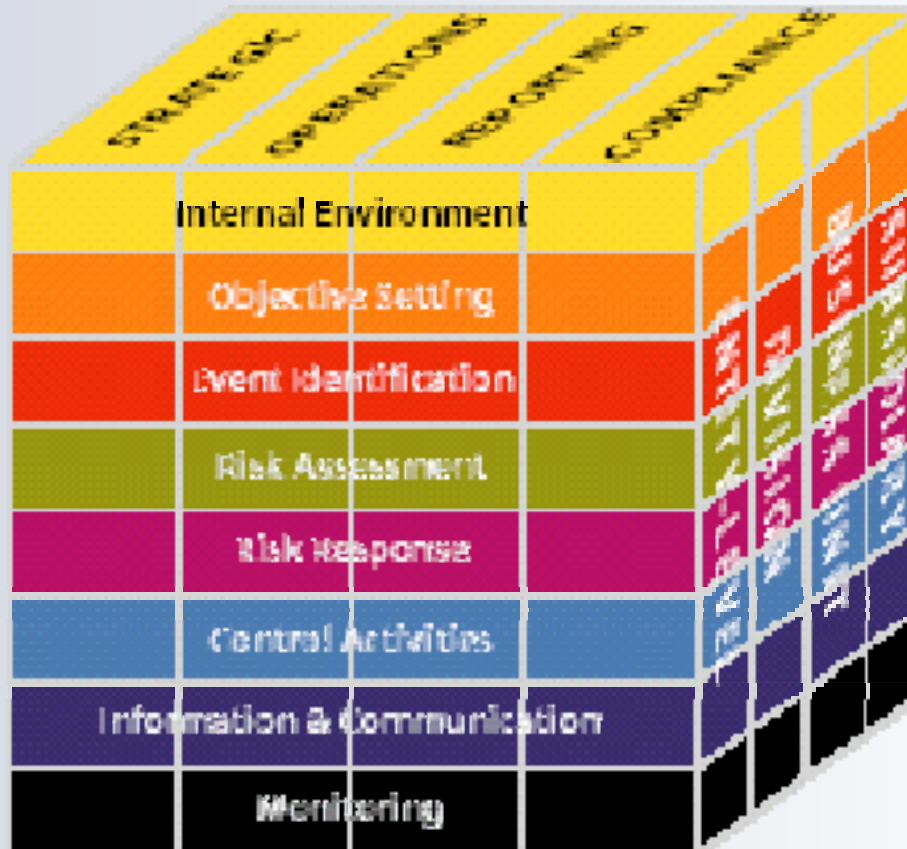 STRATEGIC
OPERATIONS
REPORTING
COMPLIANCE
Internal Environment
Objective Setting
Event Identification
Risk Assessment
Risk Response
Control Activities
Information & Communication
Monitoring